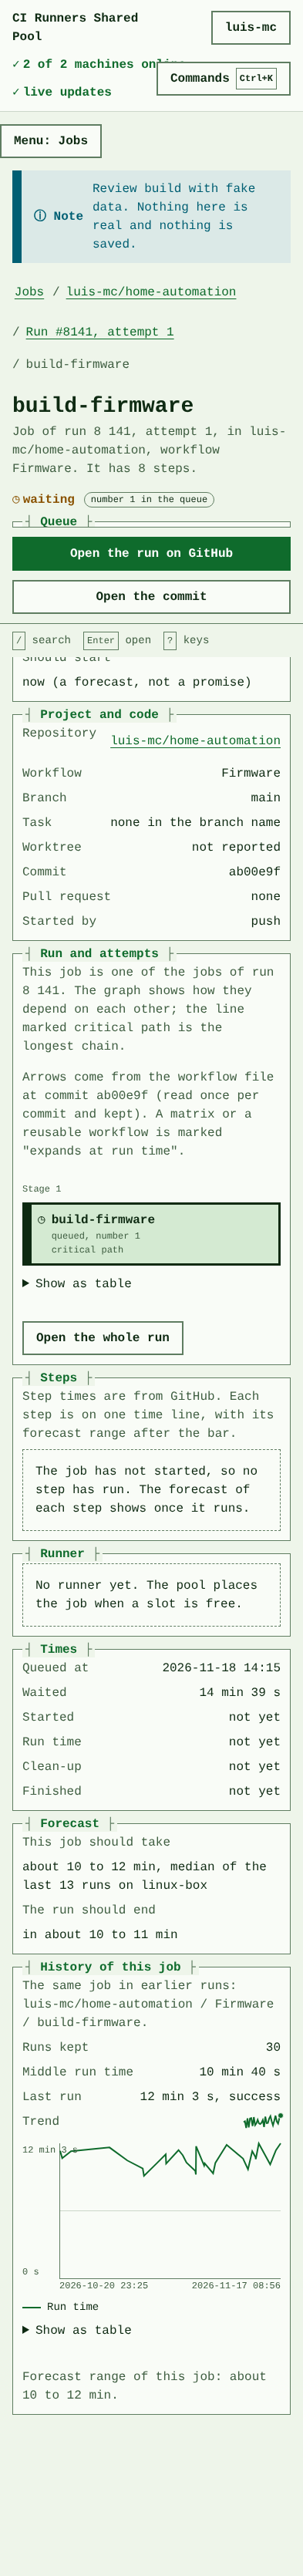 CI Runners Shared
Pool
luis-mc
✓ 2 of 2 machines online
Commands Ctrl+K
✓ live updates
Menu: Jobs
ⓘ Note
Review build with fake
data. Nothing here is
real and nothing is
saved.
Jobs / luis-mc/home-automation
/ Run #8141, attempt 1
/ build-firmware
build-firmware
Job of run 8 141, attempt 1, in luis-
mc/home-automation, workflow
Firmware. It has 8 steps.
waiting number 1 in the queue
Queue
Open the run on GitHub
Open the commit
/ search Enter open ? keys
Should start
now (a forecast, not a promise)
Project and code
Repository luis-mc/home-automation
Workflow Firmware
Branch main
Task none in the branch name
Worktree not reported
Commit ab00e9f
Pull request none
Started by push
Run and attempts
This job is one of the jobs of run
8 141. The graph shows how they
depend on each other; the line
marked critical path is the
longest chain.
Arrows come from the workflow file
at commit ab00e9f (read once per
commit and kept). A matrix or a
reusable workflow is marked
"expands at run time".
Stage 1
build-firmware
queued, number 1
critical path
▶ Show as table
Open the whole run
Steps
Step times are from GitHub. Each
step is on one time line, with its
forecast range after the bar.
The job has not started, so no
step has run. The forecast of
each step shows once it runs.
Runner
No runner yet. The pool places
the job when a slot is free.
Times
Queued at 2026-11-18 14:15
Waited 14 min 39 s
Started not yet
Run time not yet
Clean-up not yet
Finished not yet
Forecast
This job should take
about 10 to 12 min, median of the
last 13 runs on linux-box
The run should end
in about 10 to 11 min
History of this job
The same job in earlier runs:
luis-mc/home-automation / Firmware
/ build-firmware.
Runs kept 30
Middle run time 10 min 40 s
Last run 12 min 3 s, success
Trend
12 min 3 s
0 s
2026-10-20 23:25 2026-11-17 08:56
Run time
▶ Show as table
Forecast range of this job: about
10 to 12 min.